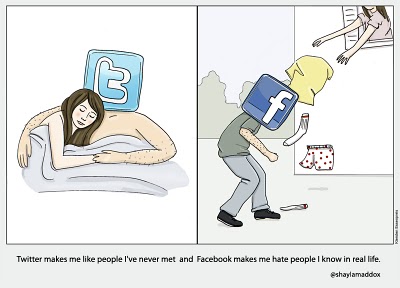 t
f
Twitter makes me like people I've never met and Facebook makes me hate people I know in real life.
@shaylamaddox